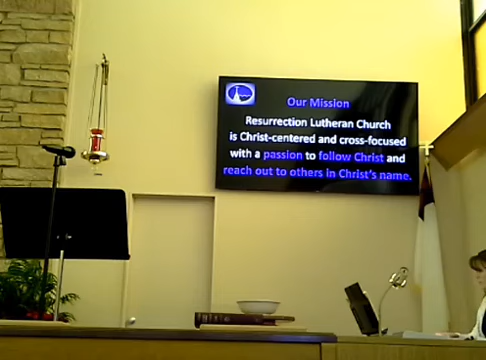 Our Mission
Resurrection Lutheran Church
is Christ-centered and cross-focused
with a passion to follow Christ and
reach out to others in Christ's name.